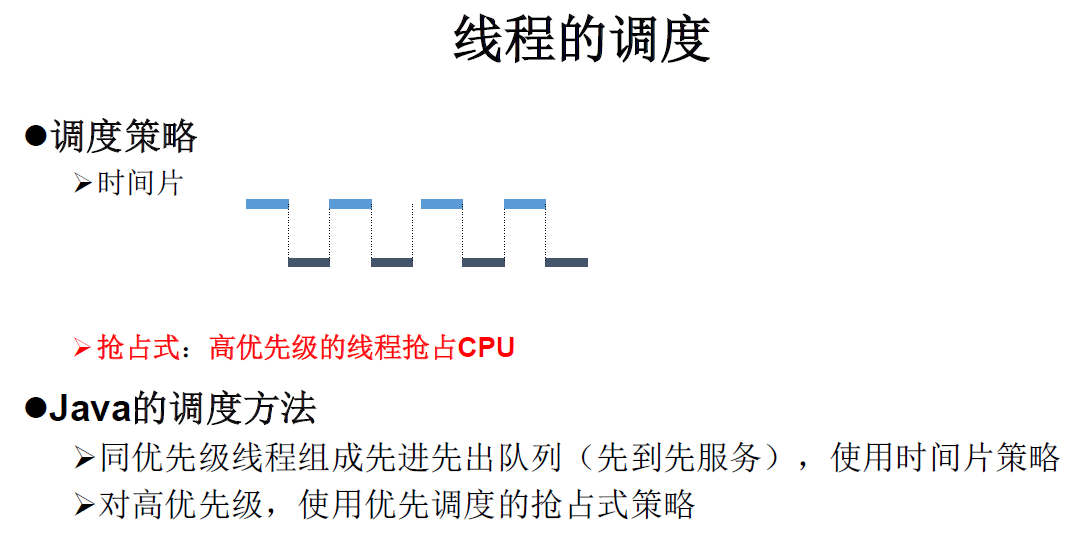 线程的调度
●调度策略
➢时间片
➢抢占式：高优先级的线程抢占CPU
●Java的调度方法
➢同优先级线程组成先进先出队列（先到先服务），使用时间片策略
➢对高优先级，使用优先调度的抢占式策略